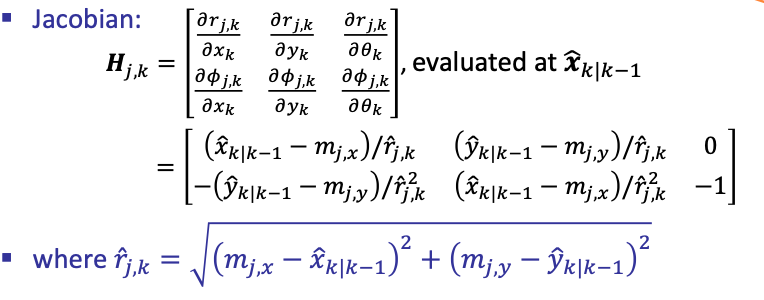 ▪ Jacobian:
H_{j,k} = [∂r_{j,k}/∂x_k ∂r_{j,k}/∂y_k ∂r_{j,k}/∂θ_k
∂ϕ_{j,k}/∂x_k ∂ϕ_{j,k}/∂y_k ∂ϕ_{j,k}/∂θ_k], evaluated at x̂_{k|k−1}
= [(x̂_{k|k−1} − m_{j,x})/r̂_{j,k} (ŷ_{k|k−1} − m_{j,y})/r̂_{j,k} 0
−(ŷ_{k|k−1} − m_{j,y})/r̂²_{j,k} (x̂_{k|k−1} − m_{j,x})/r̂²_{j,k} −1]
▪ where r̂_{j,k} = √((m_{j,x} − x̂_{k|k−1})² + (m_{j,y} − ŷ_{k|k−1})²)